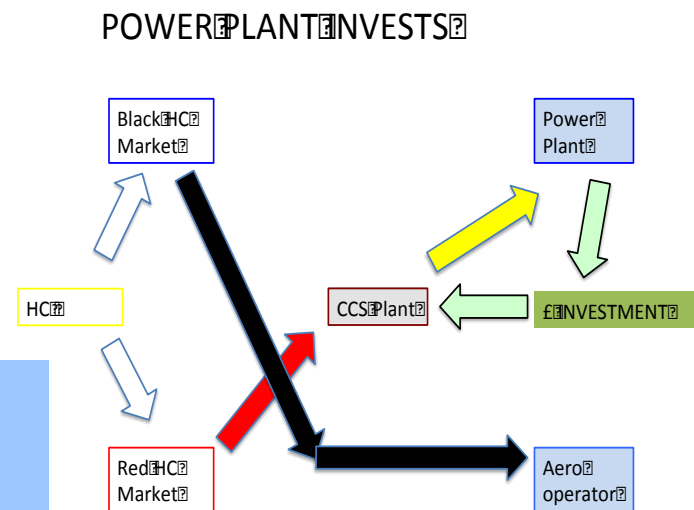 POWER⍰PLANT⍰INVESTS⍰
Black⍰HC⍰
Market⍰
Power⍰
Plant⍰
HC⍰⍰
CCS⍰Plant⍰
£⍰INVESTMENT⍰
Red⍰HC⍰
Market⍰
Aero⍰
operator⍰